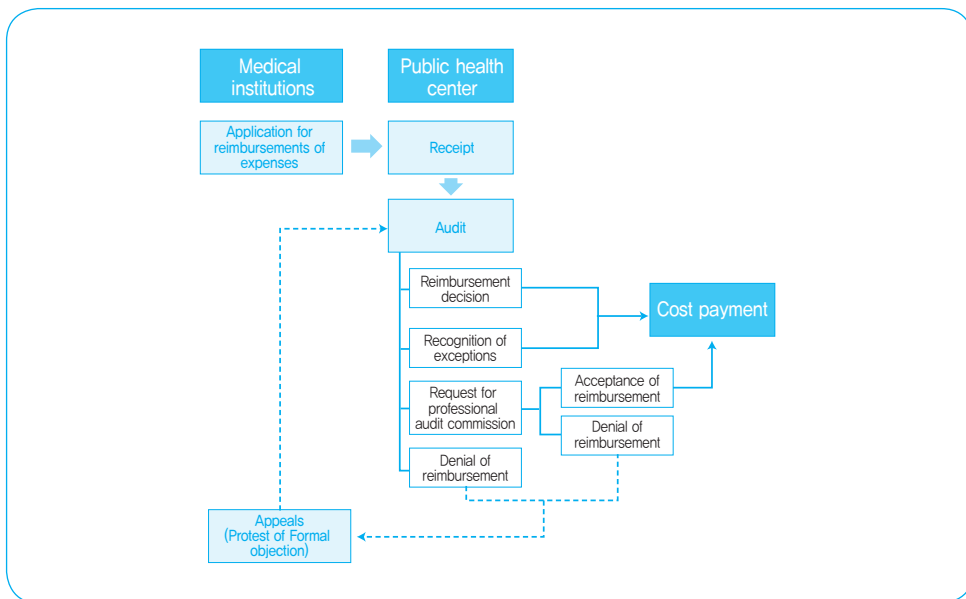 Medical
institutions
Public health
center
Application for
reimbursements of
expenses
Receipt
Audit
Reimbursement
decision
Cost payment
Recognition of
exceptions
Request for
professional
audit commission
Acceptance of
reimbursement
Denial of
reimbursement
Denial of
reimbursement
Appeals
(Protest of Formal
objection)